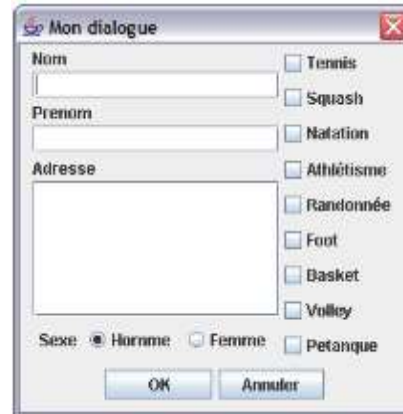 Mon dialogue
Nom
Prenom
Adresse
Sexe Homme Femme
Tennis
Squash
Natation
Athlétisme
Randonnée
Foot
Basket
Volley
Petanque
OK Annuler